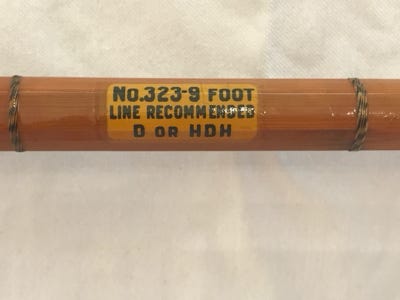 No.323-9 FOOT
LINE RECOMMENDED
D OR HDH